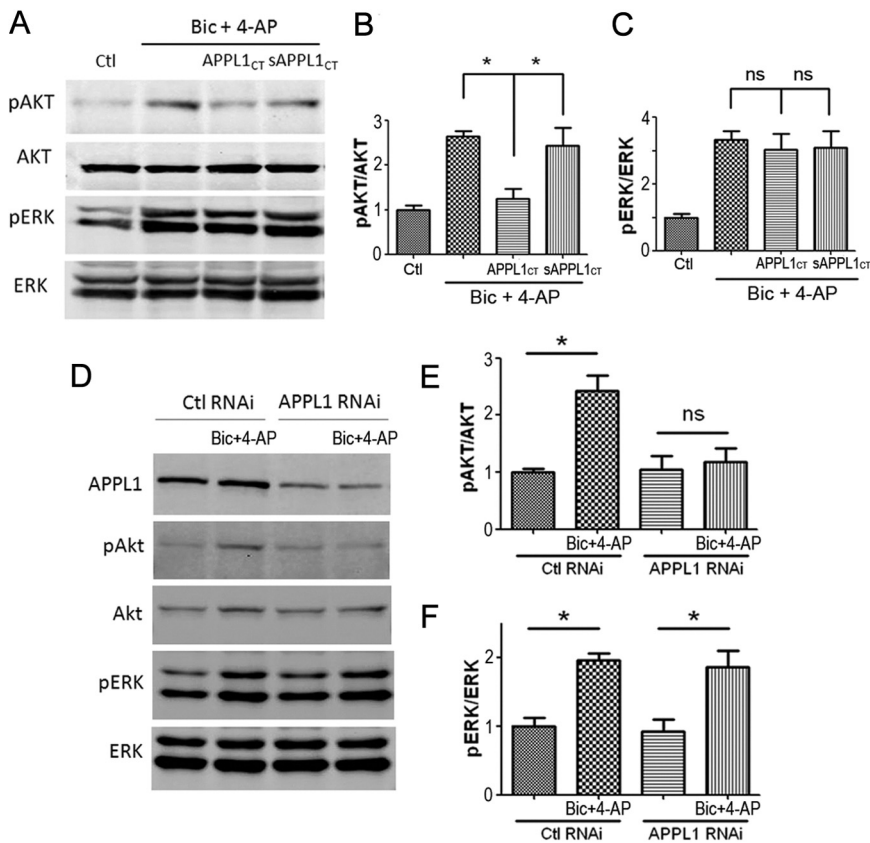 A
Bic + 4-AP
Ctl APPL1CT sAPPL1CT
pAKT
AKT
pERK
ERK
B
* *
pAKT/AKT
3
2
1
0
Ctl APPL1CT sAPPL1CT
Bic + 4-AP
C
ns ns
pERK/ERK
4
3
1
0
Ctl APPL1CT sAPPL1CT
Bic + 4-AP
D
Ctl RNAi APPL1 RNAi
Bic+4-AP Bic+4-AP
APPL1
pAkt
Akt
pERK
ERK
E
* ns
pAKT/AKT
3
2
1
0
Bic+4-AP Bic+4-AP
Ctl RNAi APPL1 RNAi
F
* *
pERK/ERK
2
1
0
Bic+4-AP Bic+4-AP
Ctl RNAi APPL1 RNAi